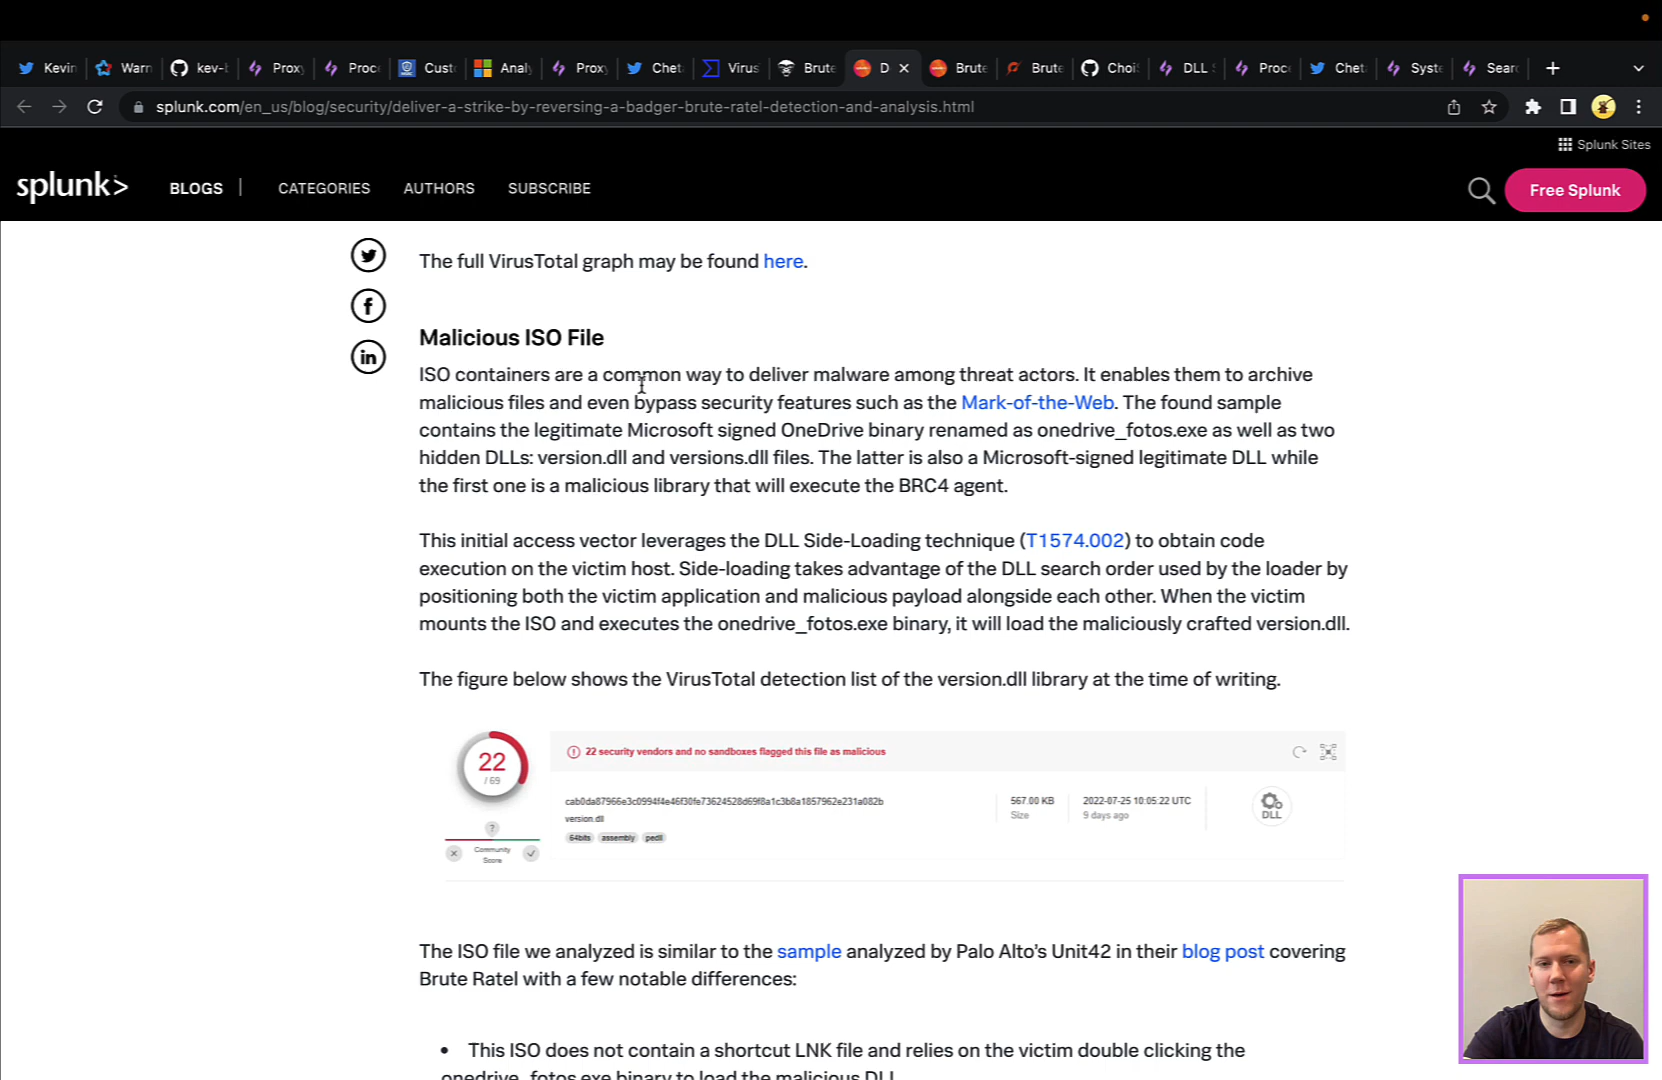 Kevin
Warn
kev-b
Proxy
Proc
Custo
Analy
Proxy
Cheta
Virus
Brute
D
Brute
Brute
Choi
DLL S
Proce
Cheta
Syste
Searc
splunk.com/en_us/blog/security/deliver-a-strike-by-reversing-a-badger-brute-ratel-detection-and-analysis.html
Splunk Sites
splunk>
BLOGS
CATEGORIES
AUTHORS
SUBSCRIBE
Free Splunk
The full VirusTotal graph may be found here.
Malicious ISO File
ISO containers are a common way to deliver malware among threat actors. It enables them to archive
malicious files and even bypass security features such as the Mark-of-the-Web. The found sample
contains the legitimate Microsoft signed OneDrive binary renamed as onedrive_fotos.exe as well as two
hidden DLLs: version.dll and versions.dll files. The latter is also a Microsoft-signed legitimate DLL while
the first one is a malicious library that will execute the BRC4 agent.
This initial access vector leverages the DLL Side-Loading technique (T1574.002) to obtain code
execution on the victim host. Side-loading takes advantage of the DLL search order used by the loader by
positioning both the victim application and malicious payload alongside each other. When the victim
mounts the ISO and executes the onedrive_fotos.exe binary, it will load the maliciously crafted version.dll.
The figure below shows the VirusTotal detection list of the version.dll library at the time of writing.
22
/ 69
22 security vendors and no sandboxes flagged this file as malicious
cab0da87966e3c0994f4e46f30fe73624528d69f8a1c3b8a1857962e231a082b
version.dll
64bits assembly pedll
567.00 KB
Size
2022-07-25 10:05:22 UTC
9 days ago
DLL
?
Community
Score
The ISO file we analyzed is similar to the sample analyzed by Palo Alto's Unit42 in their blog post covering
Brute Ratel with a few notable differences:
• This ISO does not contain a shortcut LNK file and relies on the victim double clicking the
onedrive_fotos.exe binary to load the malicious DLL